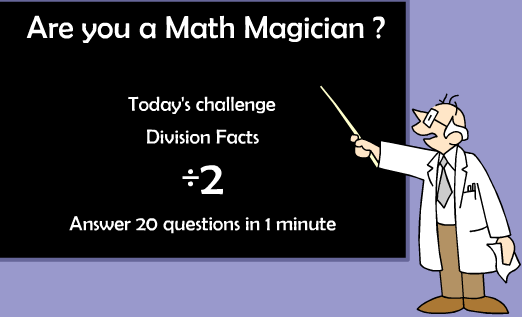 Are you a Math Magician ?
Today's challenge
Division Facts
÷2
Answer 20 questions in 1 minute